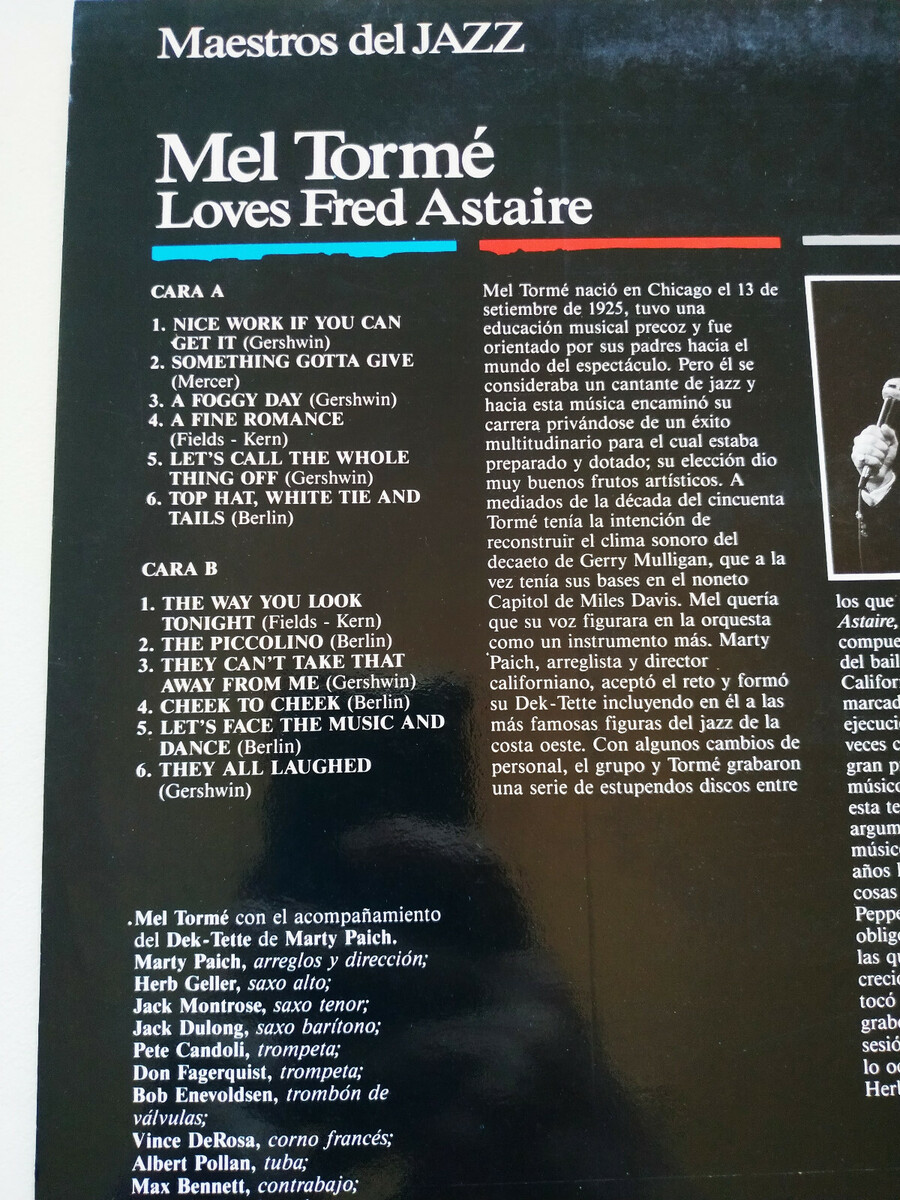 Maestros del JAZZ
Mel Tormé
Loves Fred Astaire
CARA A
1. NICE WORK IF YOU CAN
GET IT (Gershwin)
2. SOMETHING GOTTA GIVE
(Mercer)
3. A FOGGY DAY (Gershwin)
4. A FINE ROMANCE
(Fields - Kern)
5. LET'S CALL THE WHOLE
THING OFF (Gershwin)
6. TOP HAT, WHITE TIE AND
TAILS (Berlin)
CARA B
1. THE WAY YOU LOOK
TONIGHT (Fields - Kern)
2. THE PICCOLINO (Berlin)
3. THEY CAN'T TAKE THAT
AWAY FROM ME (Gershwin)
4. CHEEK TO CHEEK (Berlin)
5. LET'S FACE THE MUSIC AND
DANCE (Berlin)
6. THEY ALL LAUGHED
(Gershwin)
Mel Tormé con el acompañamiento
del Dek-Tette de Marty Paich.
Marty Paich, arreglos y dirección;
Herb Geller, saxo alto;
Jack Montrose, saxo tenor;
Jack Dulong, saxo barítono;
Pete Candoli, trompeta;
Don Fagerquist, trompeta;
Bob Enevoldsen, trombón de
válvulas;
Vince DeRosa, corno francés;
Albert Pollan, tuba;
Max Bennett, contrabajo;
Mel Tormé nació en Chicago el 13 de
setiembre de 1925, tuvo una
educación musical precoz y fue
orientado por sus padres hacia el
mundo del espectáculo. Pero él se
consideraba un cantante de jazz y
hacia esta música encaminó su
carrera privándose de un éxito
multitudinario para el cual estaba
preparado y dotado; su elección dio
muy buenos frutos artísticos. A
mediados de la década del cincuenta
Tormé tenía la intención de
reconstruir el clima sonoro del
decaeto de Gerry Mulligan, que a la
vez tenía sus bases en el noneto
Capitol de Miles Davis. Mel quería
que su voz figurara en la orquesta
como un instrumento más. Marty
Paich, arreglista y director
californiano, aceptó el reto y formó
su Dek-Tette incluyendo en él a las
más famosas figuras del jazz de la
costa oeste. Con algunos cambios de
personal, el grupo y Tormé grabaron
una serie de estupendos discos entre
los que
Astaire,
compue
del bail
Califor
marcad
ejecuci
veces c
gran p
músic
esta te
argum
músic
años
cosas
Peppe
oblig
las q
creci
tocó
grab
sesió
lo o
Her